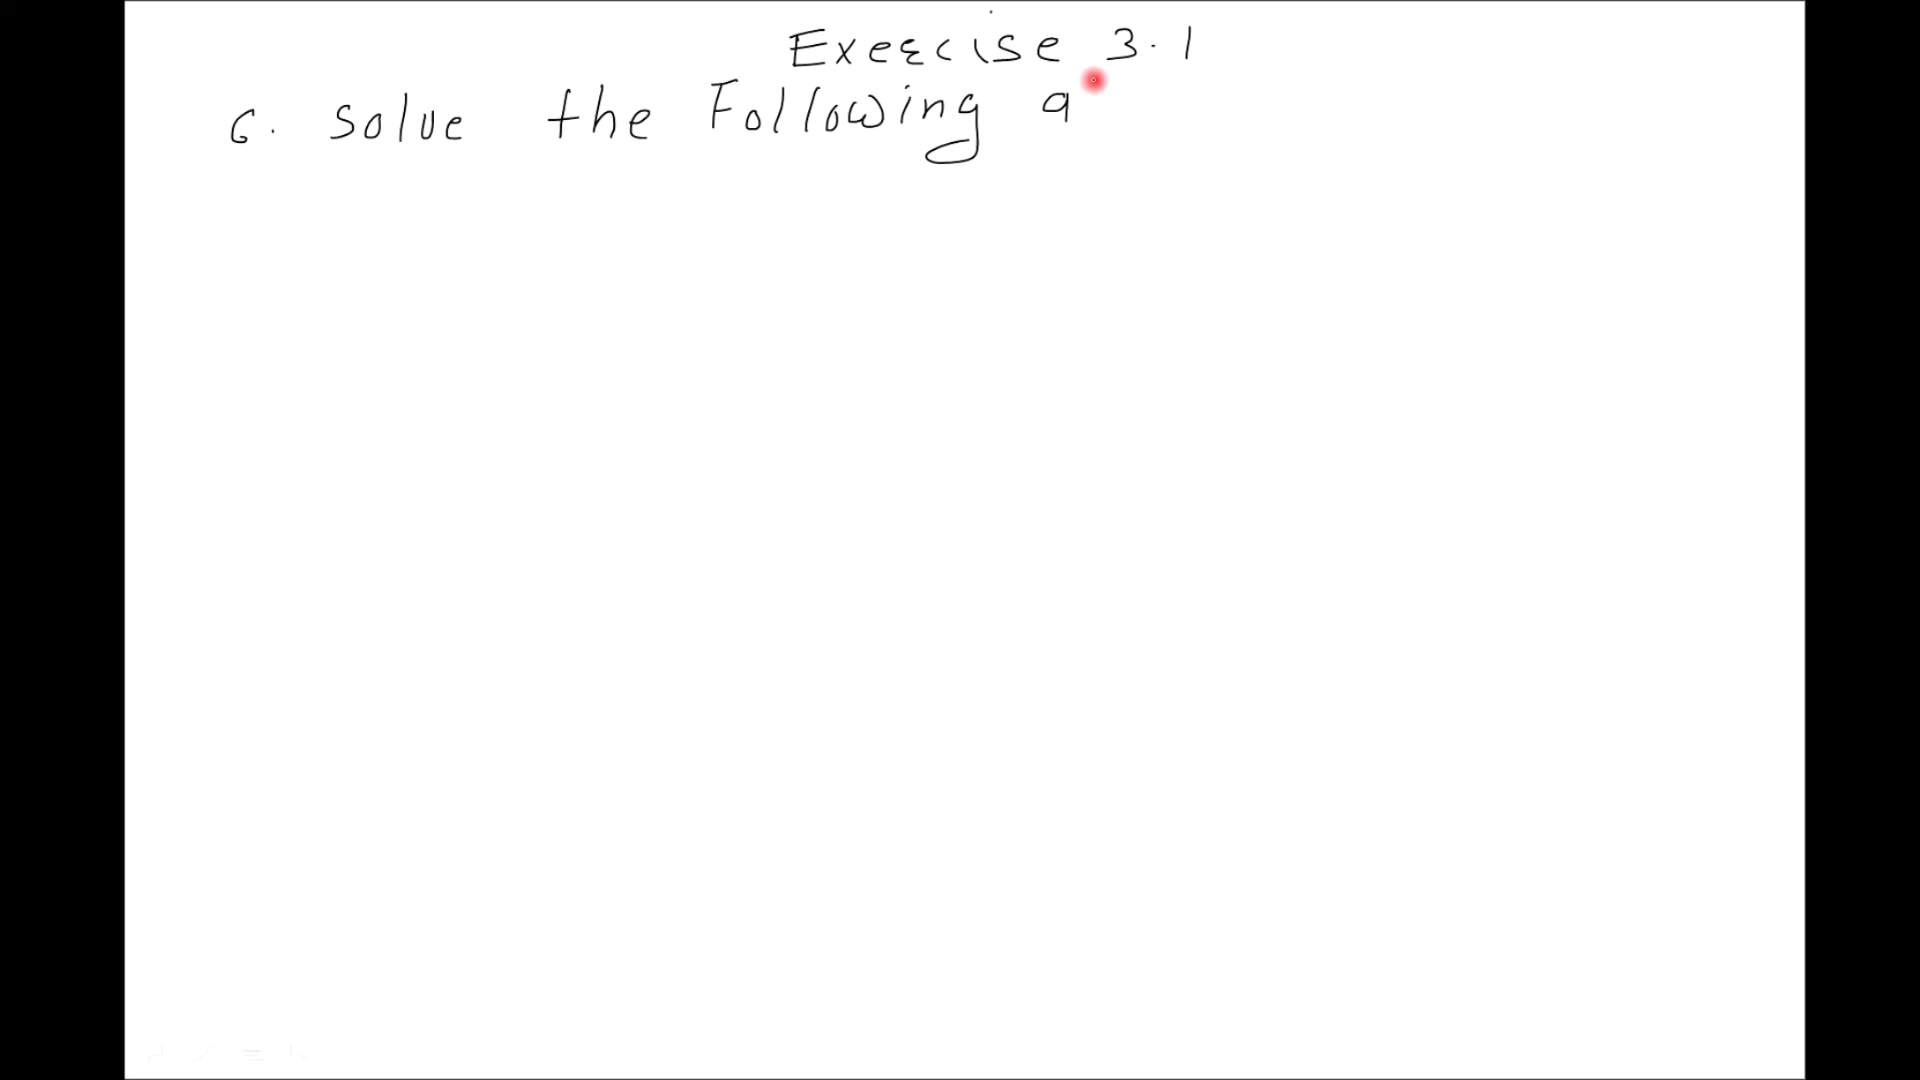 Exercise 3.1
6. Solve the Following q